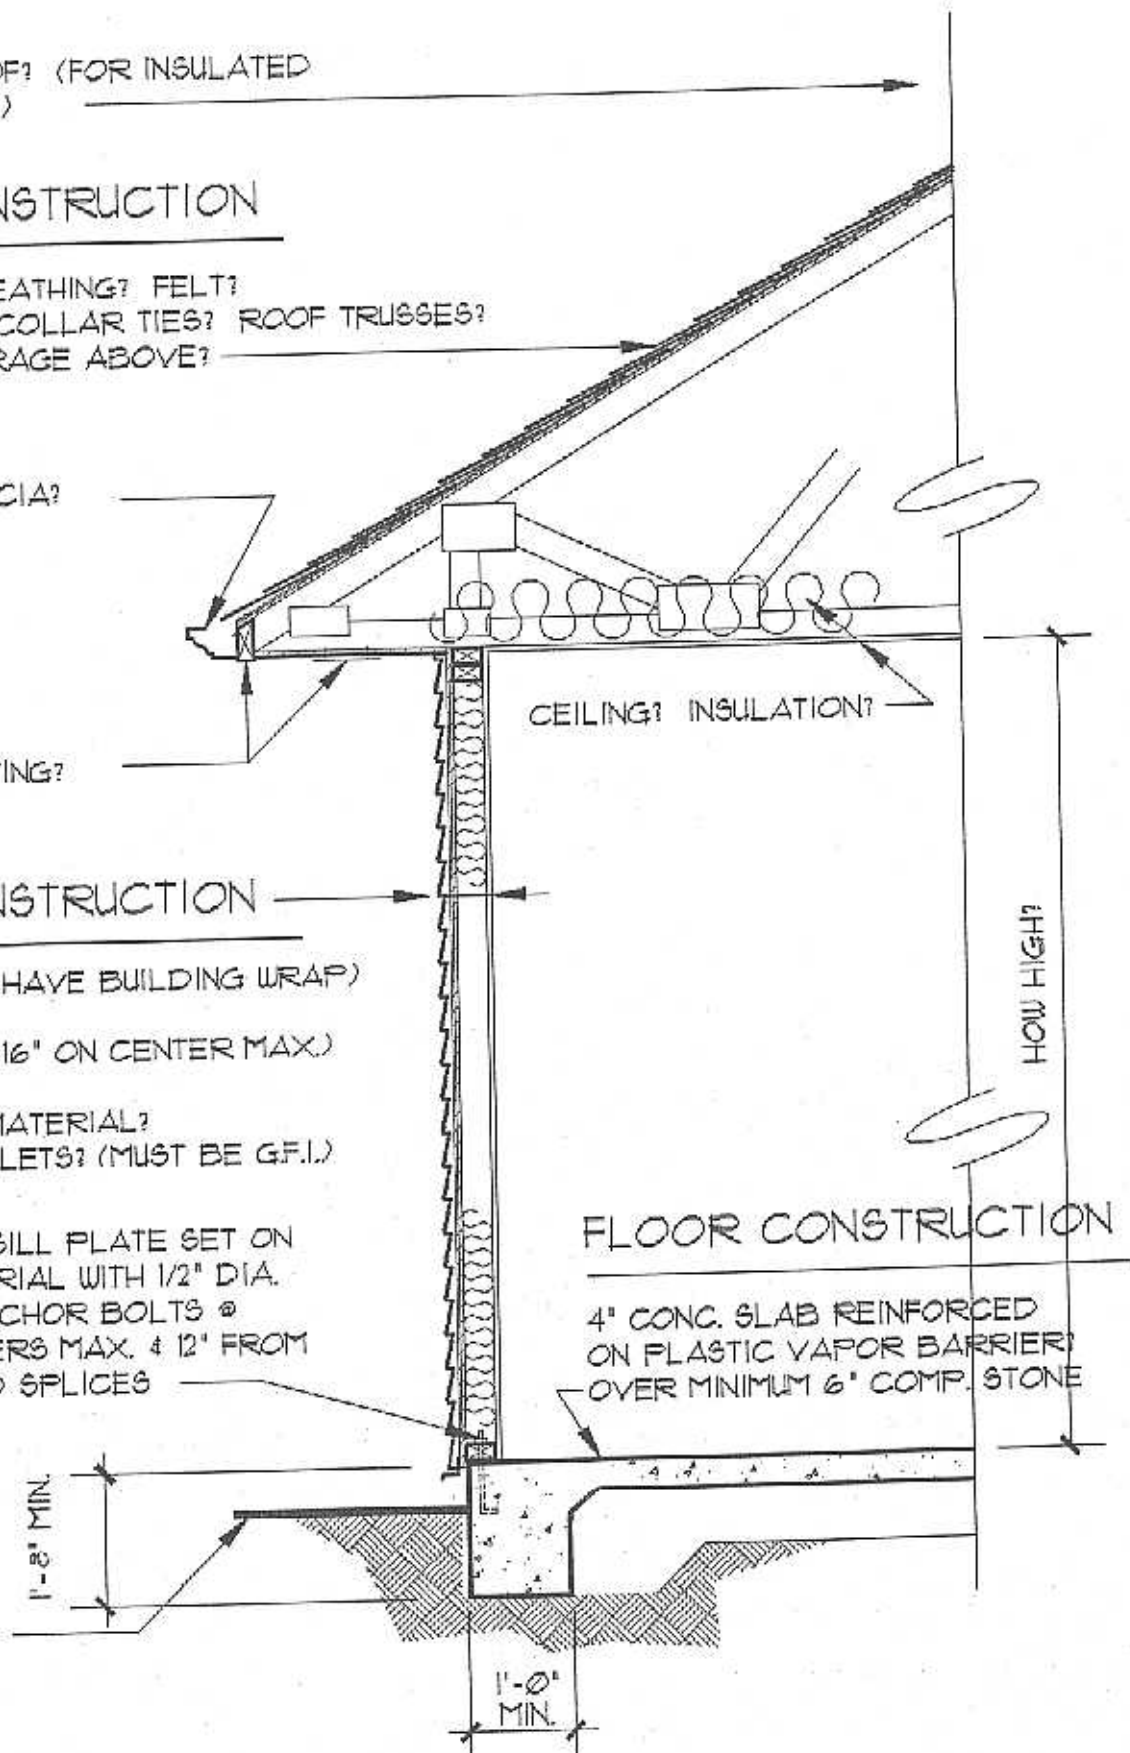 OF? (FOR INSULATED
)
NSTRUCTION
EATHING? FELT?
COLLAR TIES? ROOF TRUSSES?
RAGE ABOVE?
CIA?
CEILING? INSULATION?
TING?
NSTRUCTION
HAVE BUILDING WRAP)
16" ON CENTER MAX.)
MATERIAL?
LETS? (MUST BE G.F.I.)
HOW HIGH?
SILL PLATE SET ON
RIAL WITH 1/2" DIA.
CHOR BOLTS @
ERS MAX. & 12" FROM
D SPLICES
FLOOR CONSTRUCTION
4" CONC. SLAB REINFORCED
ON PLASTIC VAPOR BARRIER?
OVER MINIMUM 6" COMP. STONE
1'-8" MIN.
1'-0"
MIN.